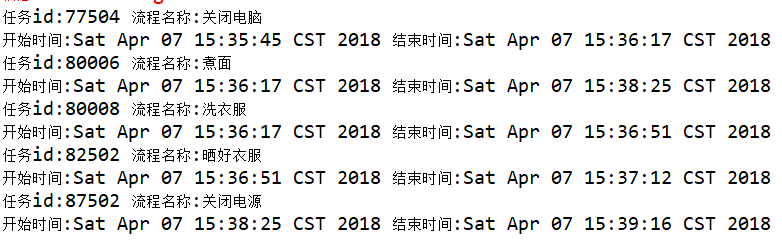 任务id:77504 流程名称:关闭电脑
开始时间:Sat Apr 07 15:35:45 CST 2018 结束时间:Sat Apr 07 15:36:17 CST 2018
任务id:80006 流程名称:煮面
开始时间:Sat Apr 07 15:36:17 CST 2018 结束时间:Sat Apr 07 15:38:25 CST 2018
任务id:80008 流程名称:洗衣服
开始时间:Sat Apr 07 15:36:17 CST 2018 结束时间:Sat Apr 07 15:36:51 CST 2018
任务id:82502 流程名称:晒好衣服
开始时间:Sat Apr 07 15:36:51 CST 2018 结束时间:Sat Apr 07 15:37:12 CST 2018
任务id:87502 流程名称:关闭电源
开始时间:Sat Apr 07 15:38:25 CST 2018 结束时间:Sat Apr 07 15:39:16 CST 2018